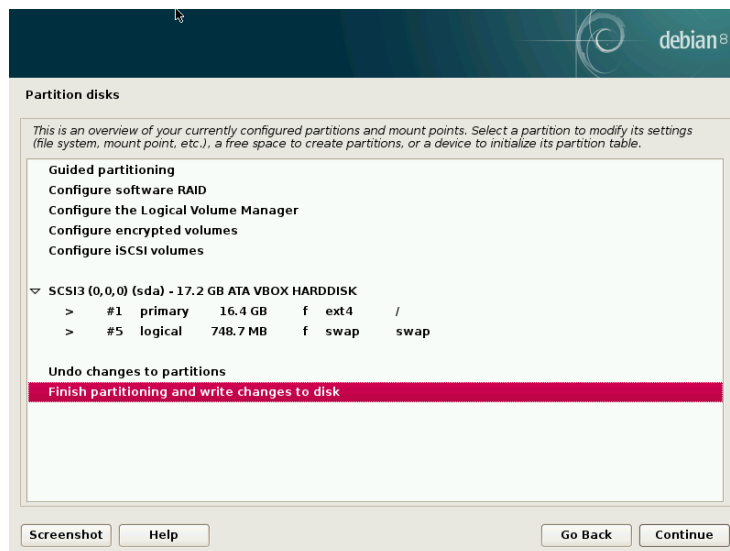 debian 8
Partition disks
This is an overview of your currently configured partitions and mount points. Select a partition to modify its settings
(file system, mount point, etc.), a free space to create partitions, or a device to initialize its partition table.
Guided partitioning
Configure software RAID
Configure the Logical Volume Manager
Configure encrypted volumes
Configure iSCSI volumes
SCSI3 (0,0,0) (sda) - 17.2 GB ATA VBOX HARDDISK
> #1 primary 16.4 GB f ext4 /
> #5 logical 748.7 MB f swap swap
Undo changes to partitions
Finish partitioning and write changes to disk
Screenshot Help Go Back Continue